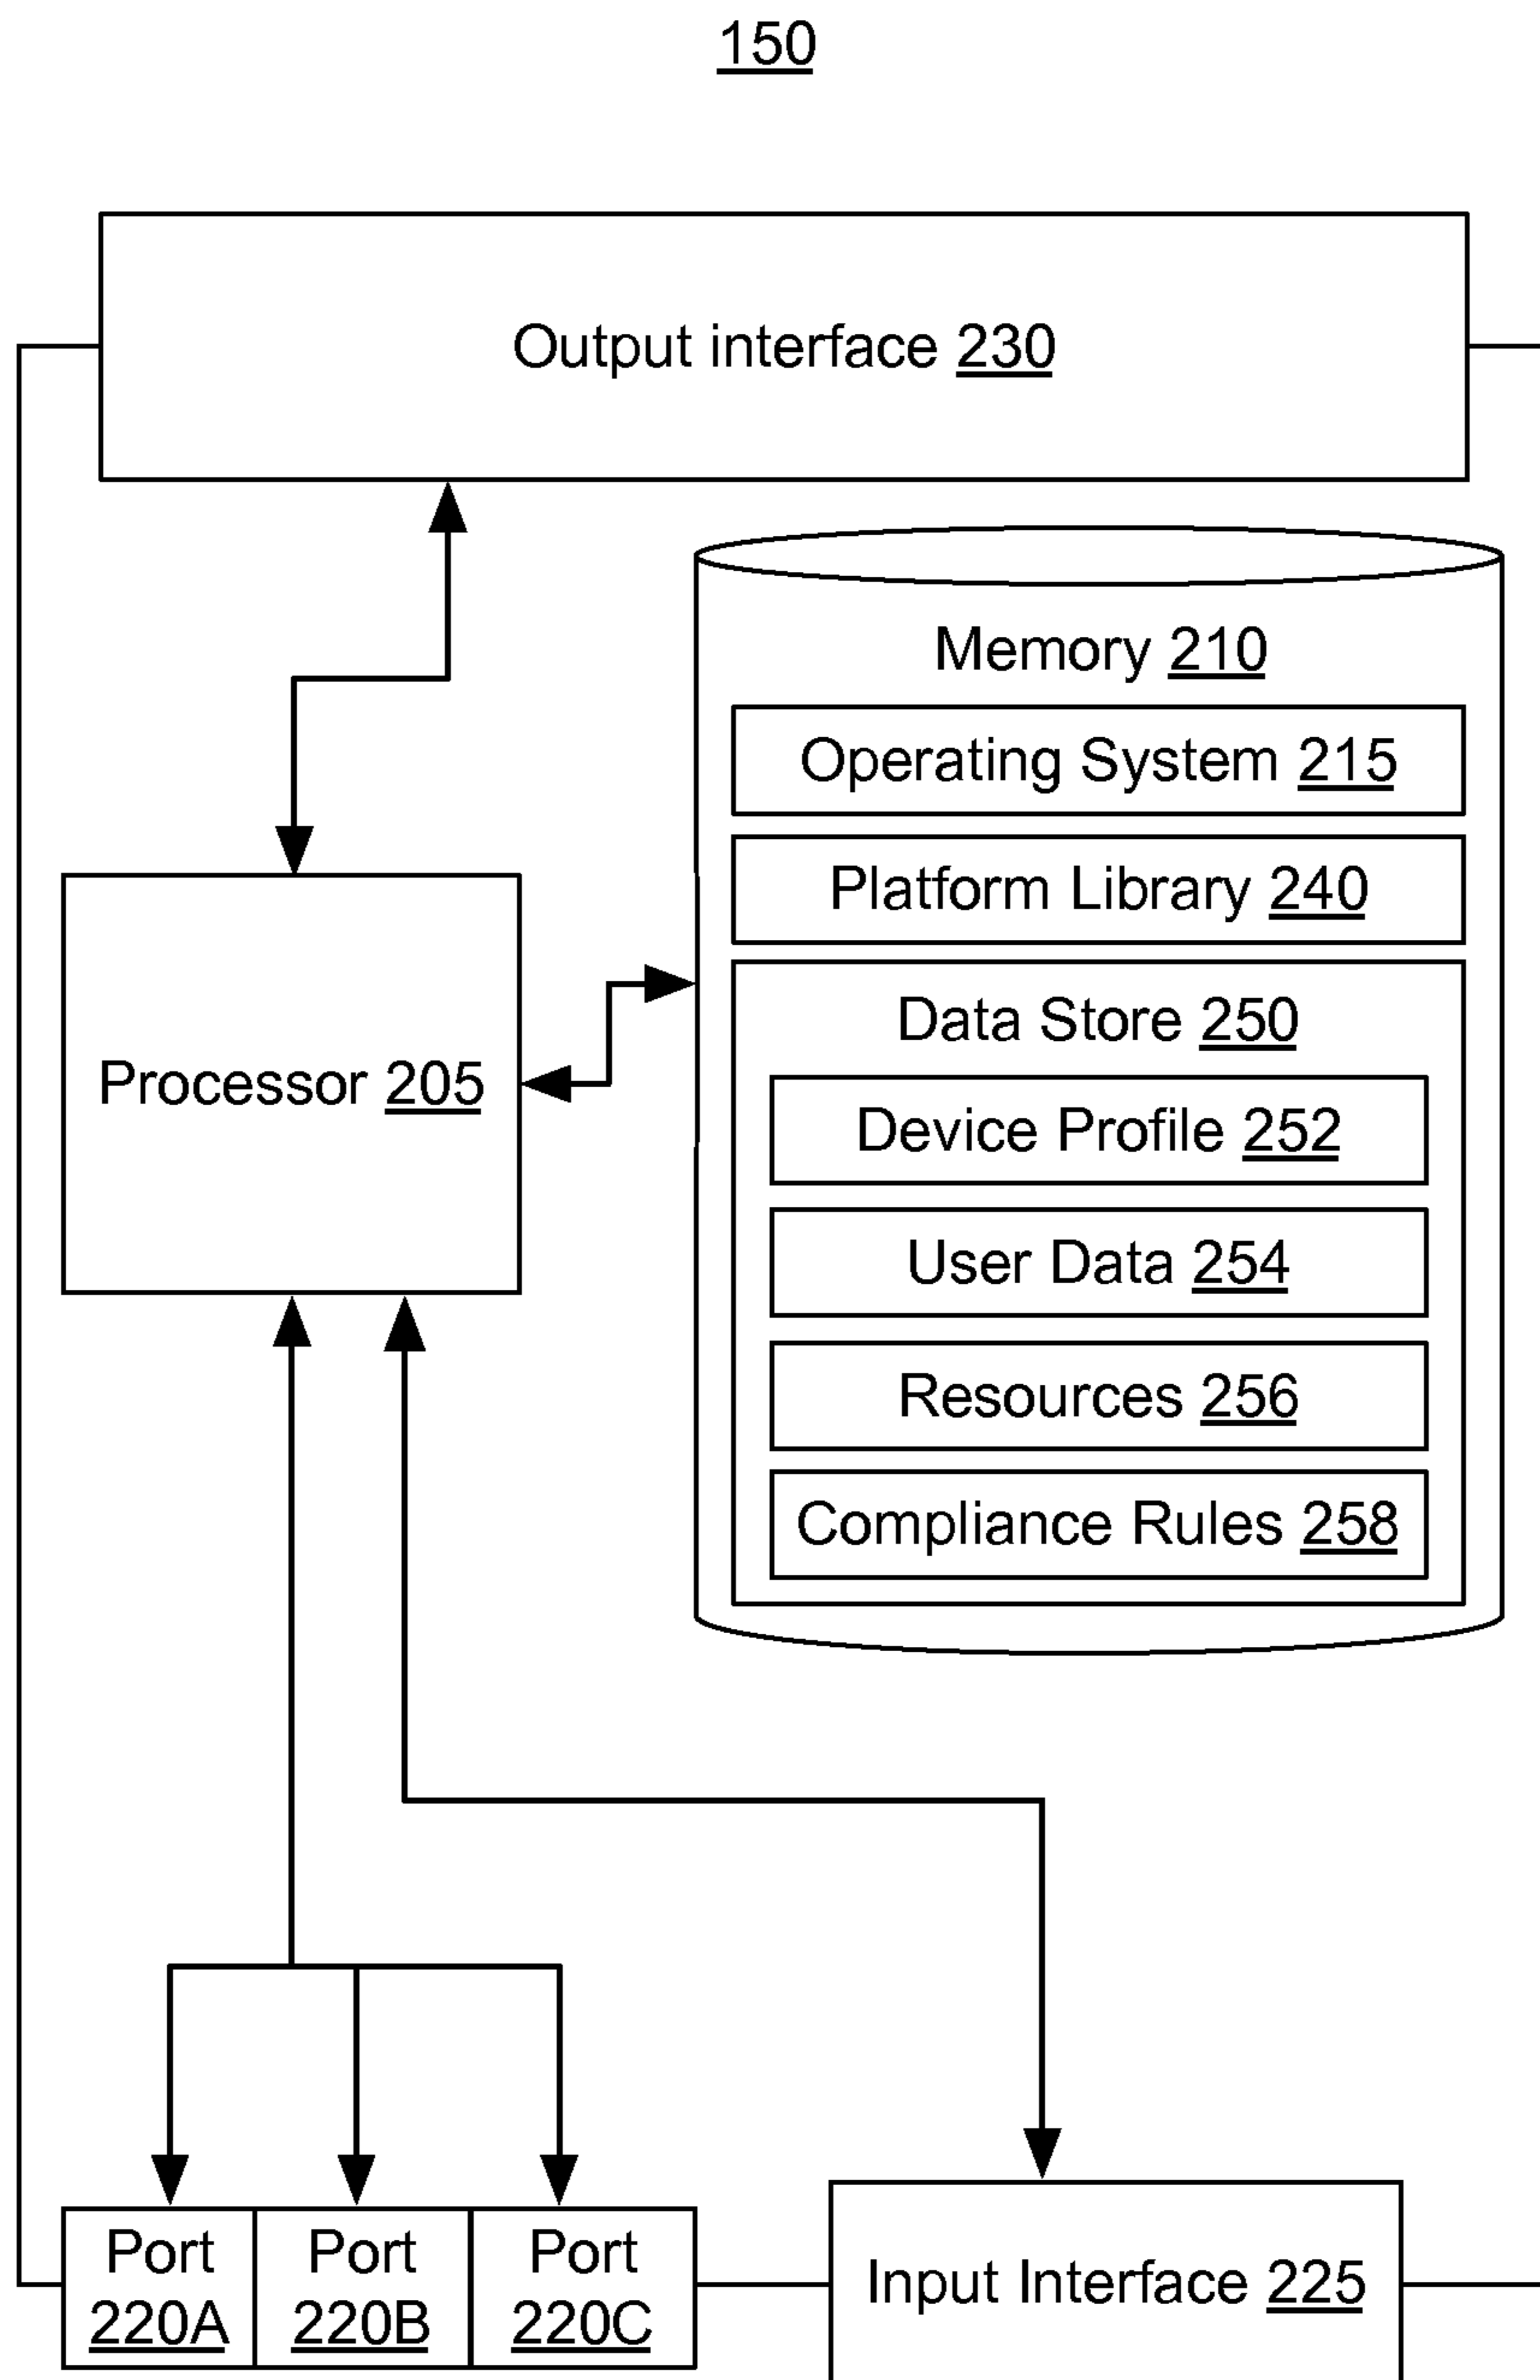 150
Output interface 230
Memory 210
Operating System 215
Platform Library 240
Data Store 250
Device Profile 252
User Data 254
Resources 256
Compliance Rules 258
Processor 205
Port
220A
Port
220B
Port
220C
Input Interface 225